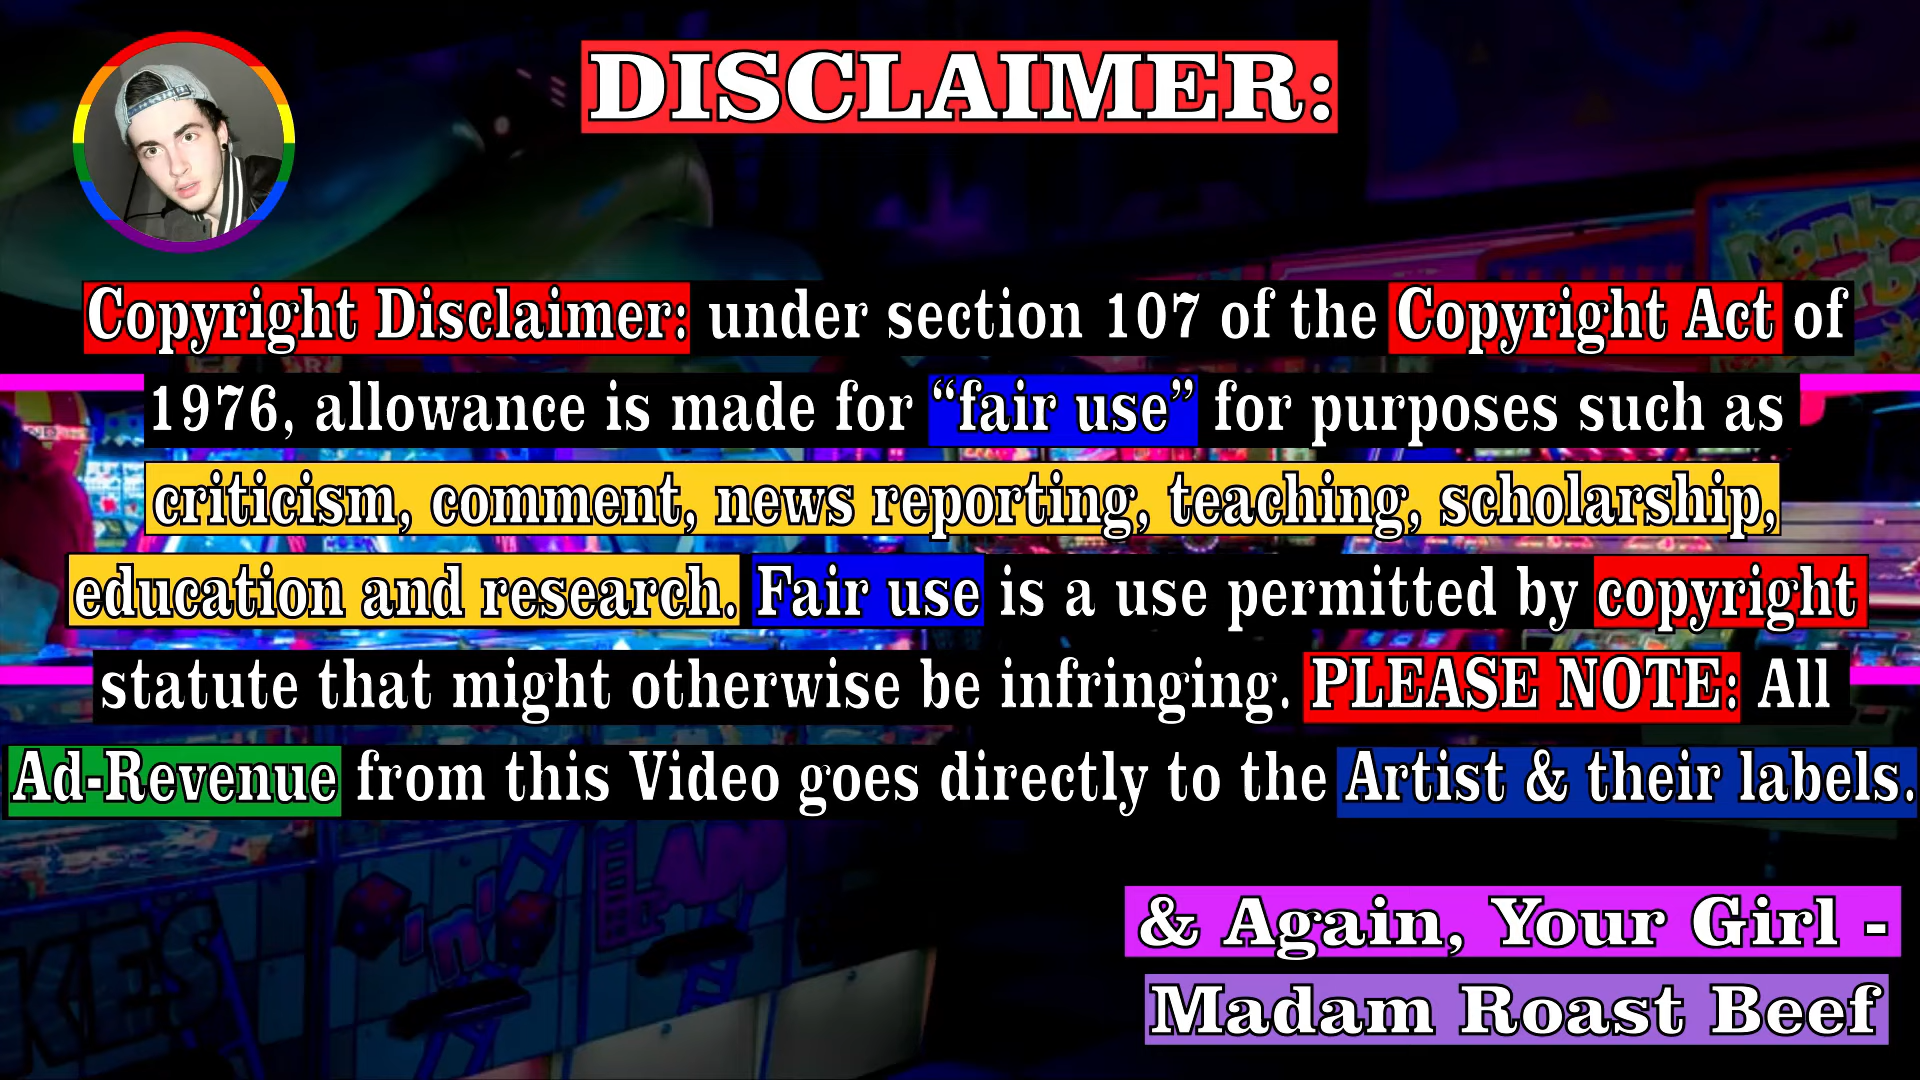 DISCLAIMER:
Copyright Disclaimer: under section 107 of the Copyright Act of
1976, allowance is made for “fair use” for purposes such as
criticism, comment, news reporting, teaching, scholarship,
education and research. Fair use is a use permitted by copyright
statute that might otherwise be infringing. PLEASE NOTE: All
Ad-Revenue from this Video goes directly to the Artist & their labels.
& Again, Your Girl -
Madam Roast Beef